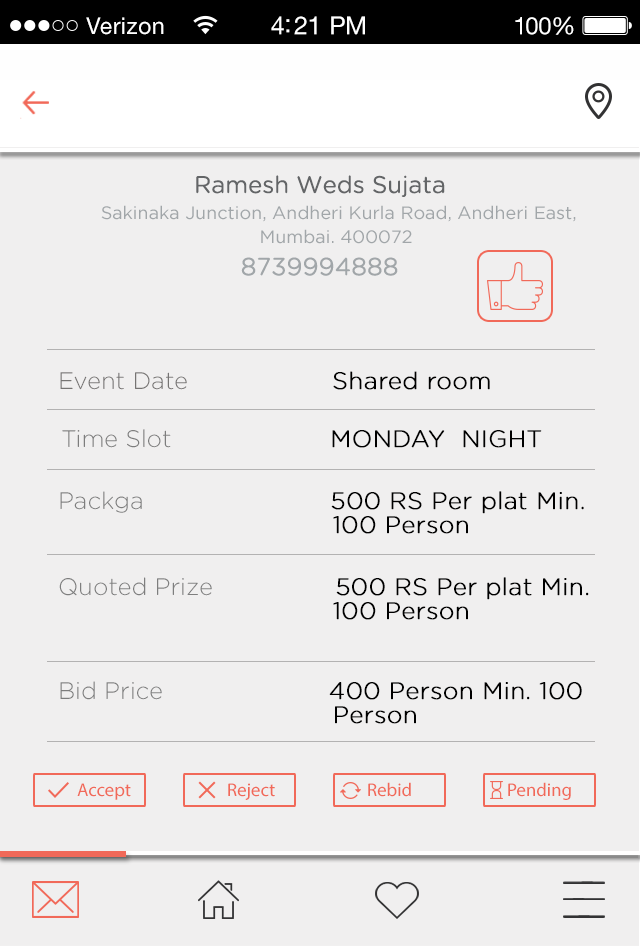 Verizon 4:21 PM 100%
Ramesh Weds Sujata
Sakinaka Junction, Andheri Kurla Road, Andheri East,
Mumbai. 400072
8739994888
Event Date Shared room
Time Slot MONDAY NIGHT
Packga 500 RS Per plat Min.
100 Person
Quoted Prize 500 RS Per plat Min.
100 Person
Bid Price 400 Person Min. 100
Person
Accept Reject Rebid Pending